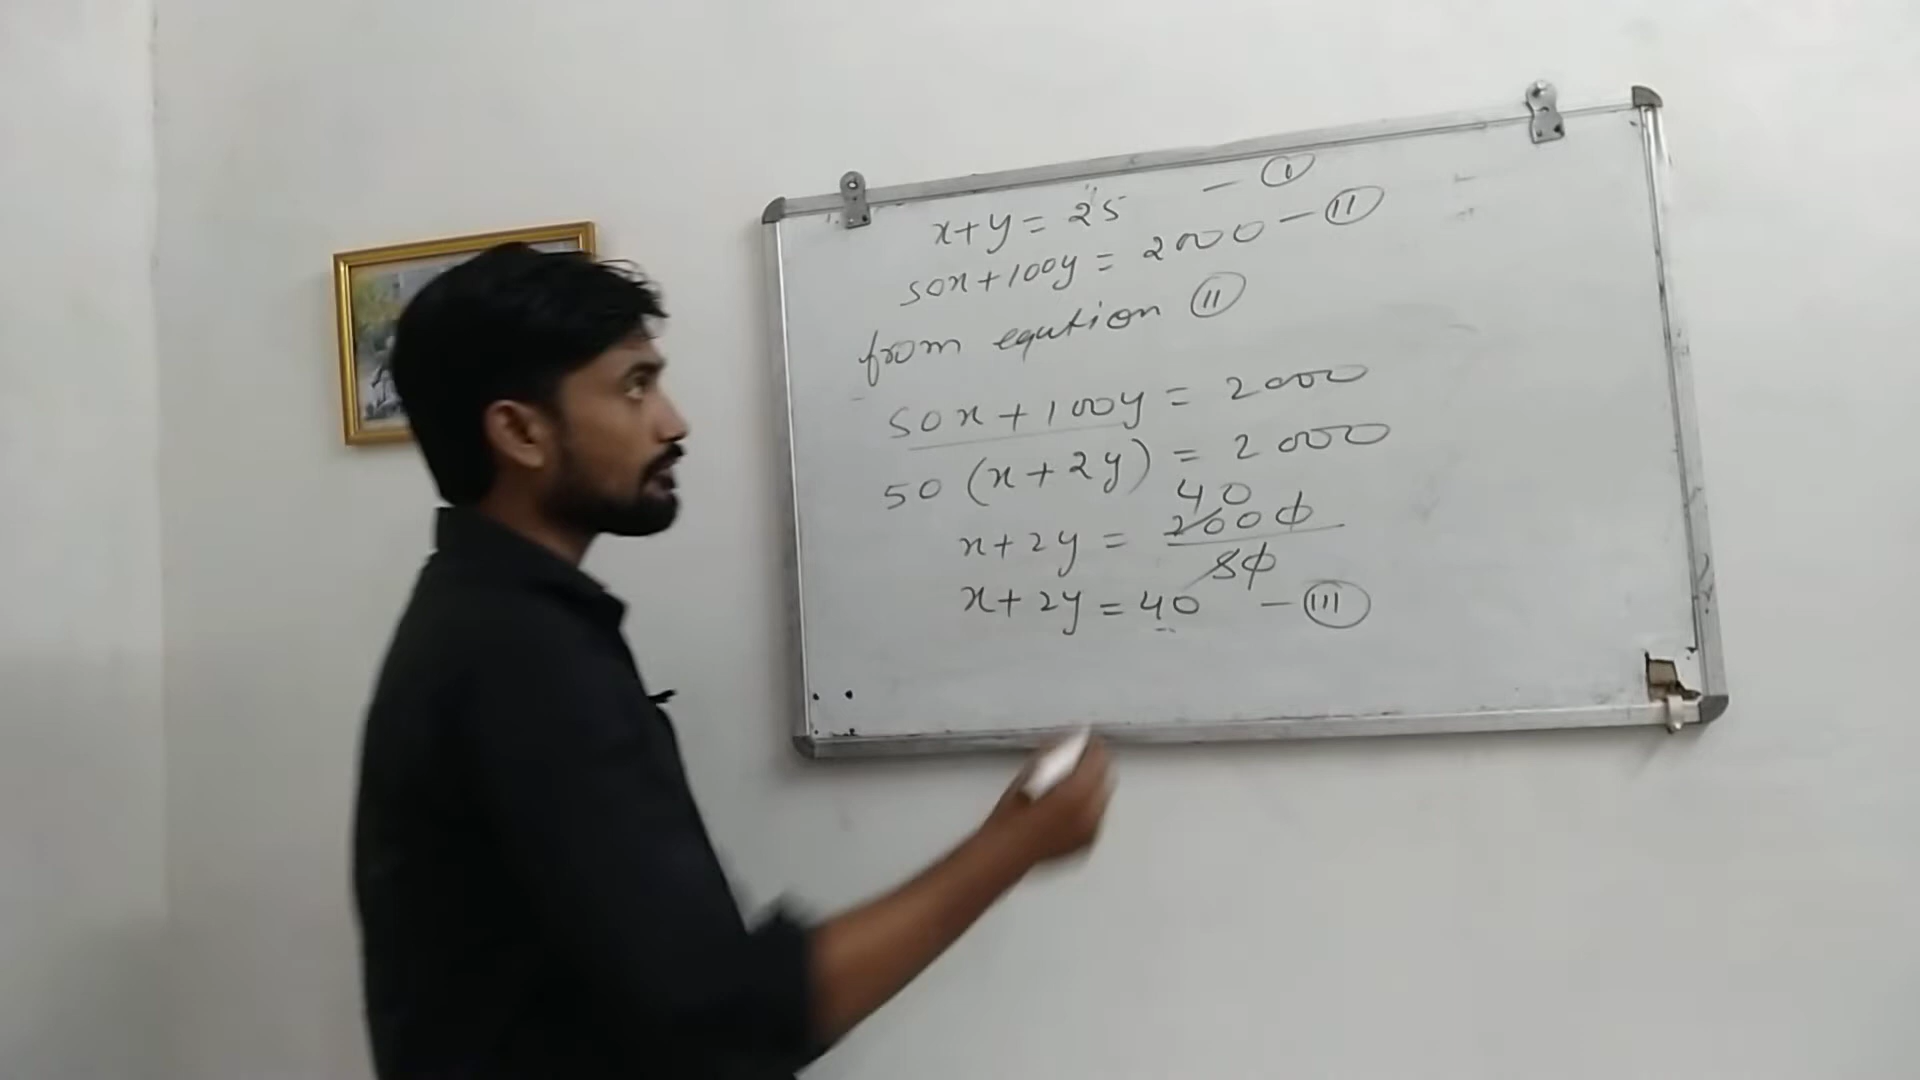 x+y = 25 — (I)
50x+100y = 2000 — (II)
from eqution (II)
50x + 100y = 2000
50 (x + 2y) = 2000
40
x + 2y = 2000
50
x + 2y = 40 — (III)